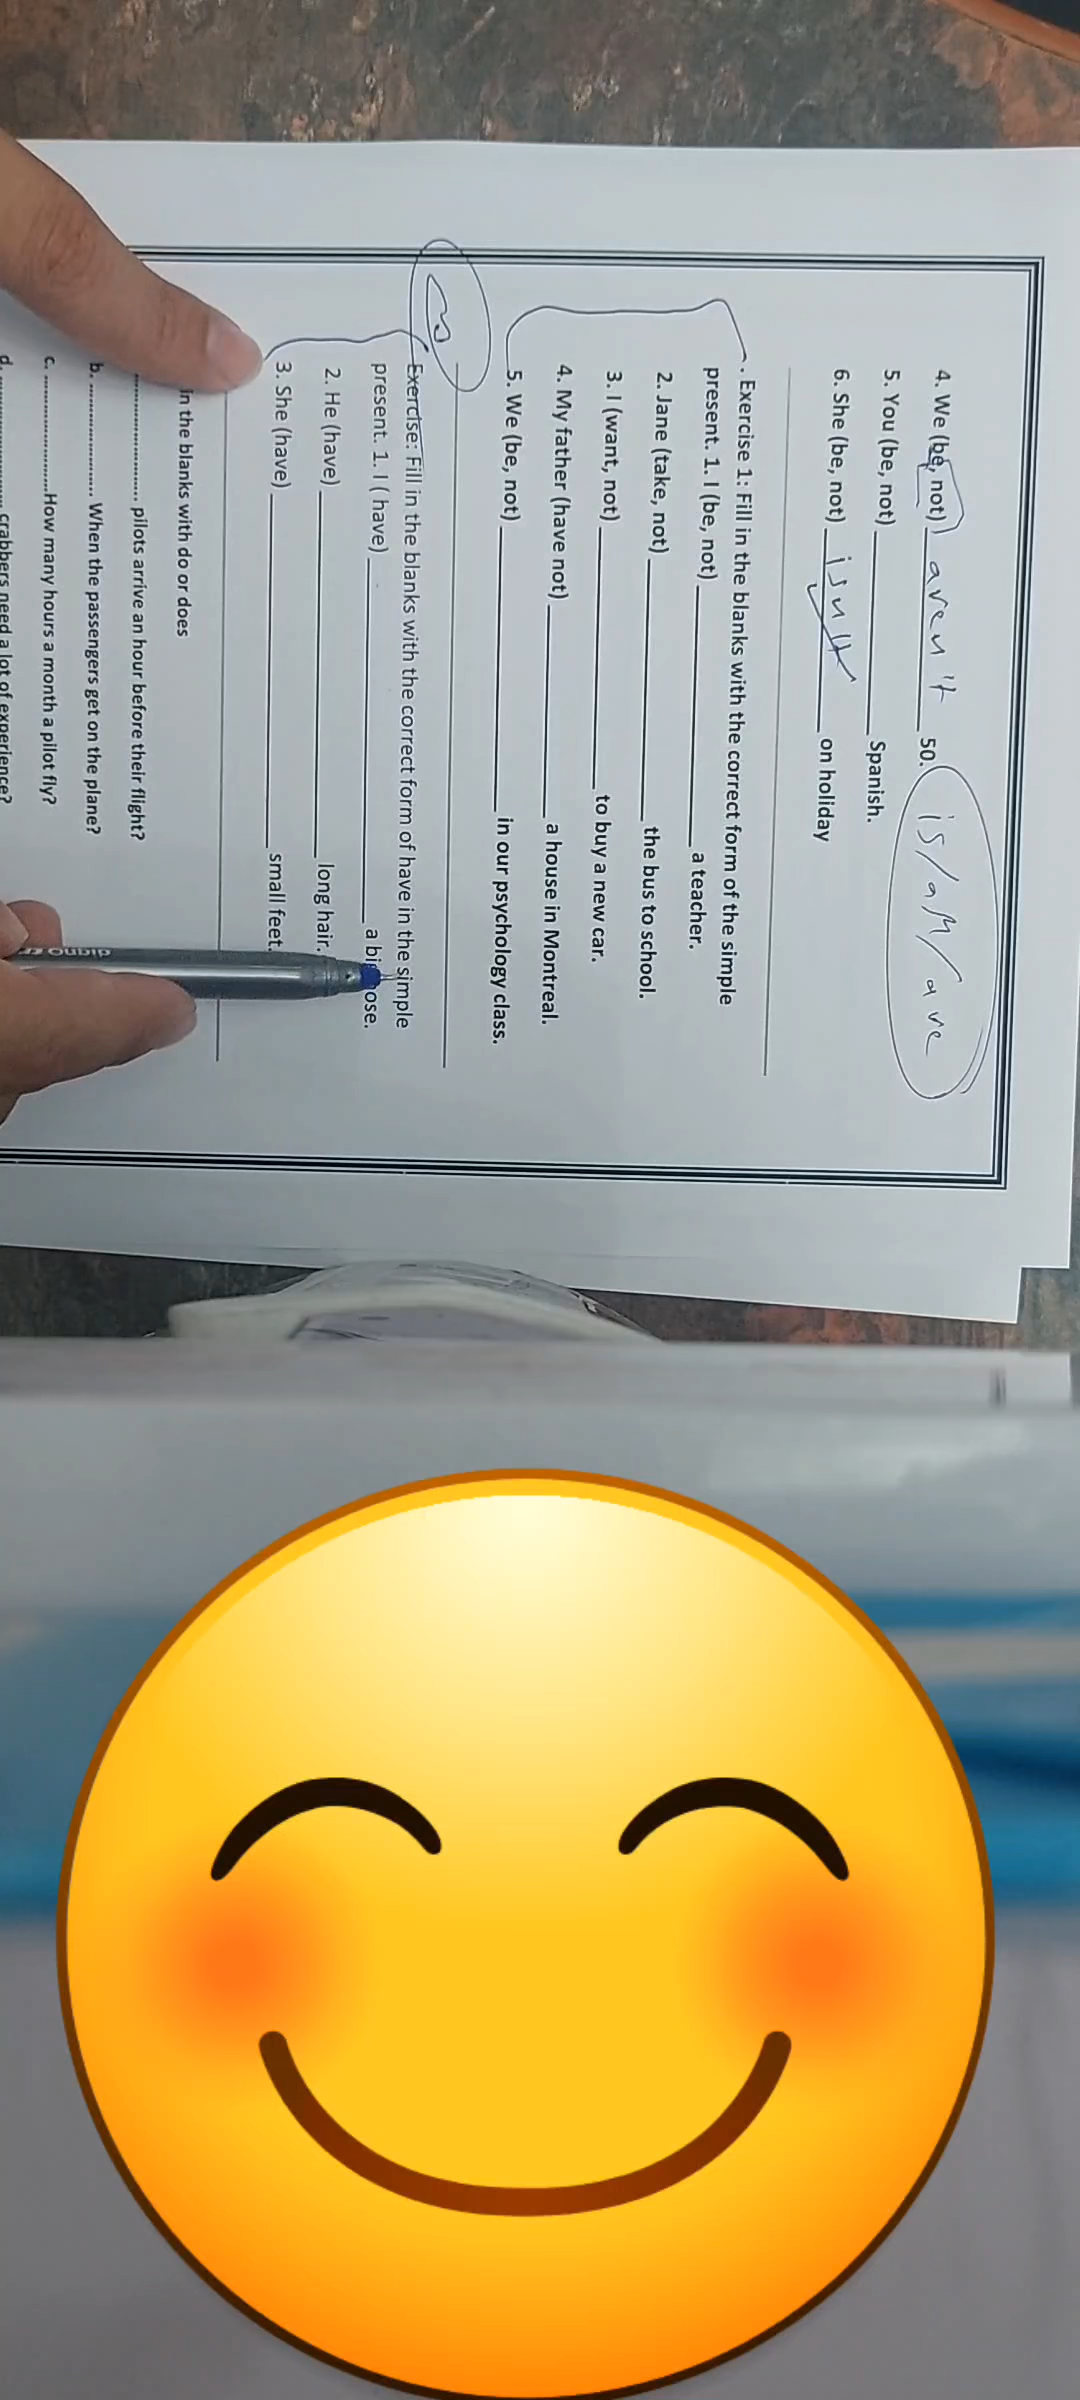 is/am/are
4. We (be, not) aren't 50.
5. You (be, not) Spanish.
6. She (be, not) isn't on holiday
. Exercise 1: Fill in the blanks with the correct form of the simple
present. 1. I (be, not) a teacher.
2. Jane (take, not) the bus to school.
3. I (want, not) to buy a new car.
4. My father (have not) a house in Montreal.
5. We (be, not) in our psychology class.
Exercise: Fill in the blanks with the correct form of have in the simple
present. 1. I ( have) a big nose.
2. He (have) long hair.
3. She (have) small feet.
in the blanks with do or does
pilots arrive an hour before their flight?
b. When the passengers get on the plane?
c. How many hours a month a pilot fly?
d. crabbers need a lot of experience?